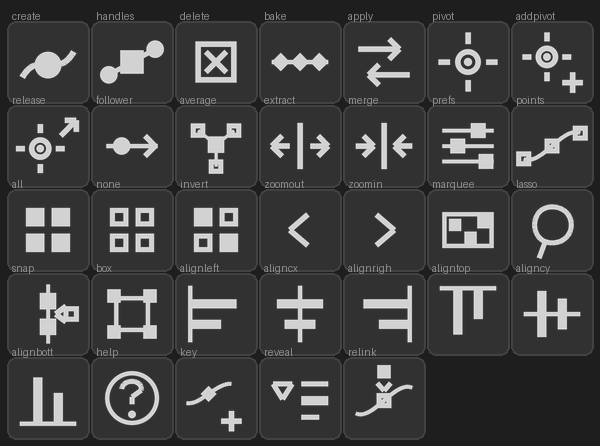 create handles delete bake apply pivot addpivot
release follower average extract merge prefs points
all none invert zoomout zoomin marquee lasso
snap box alignleft aligncx alignrigh aligntop aligncy
alignbott help key reveal relink